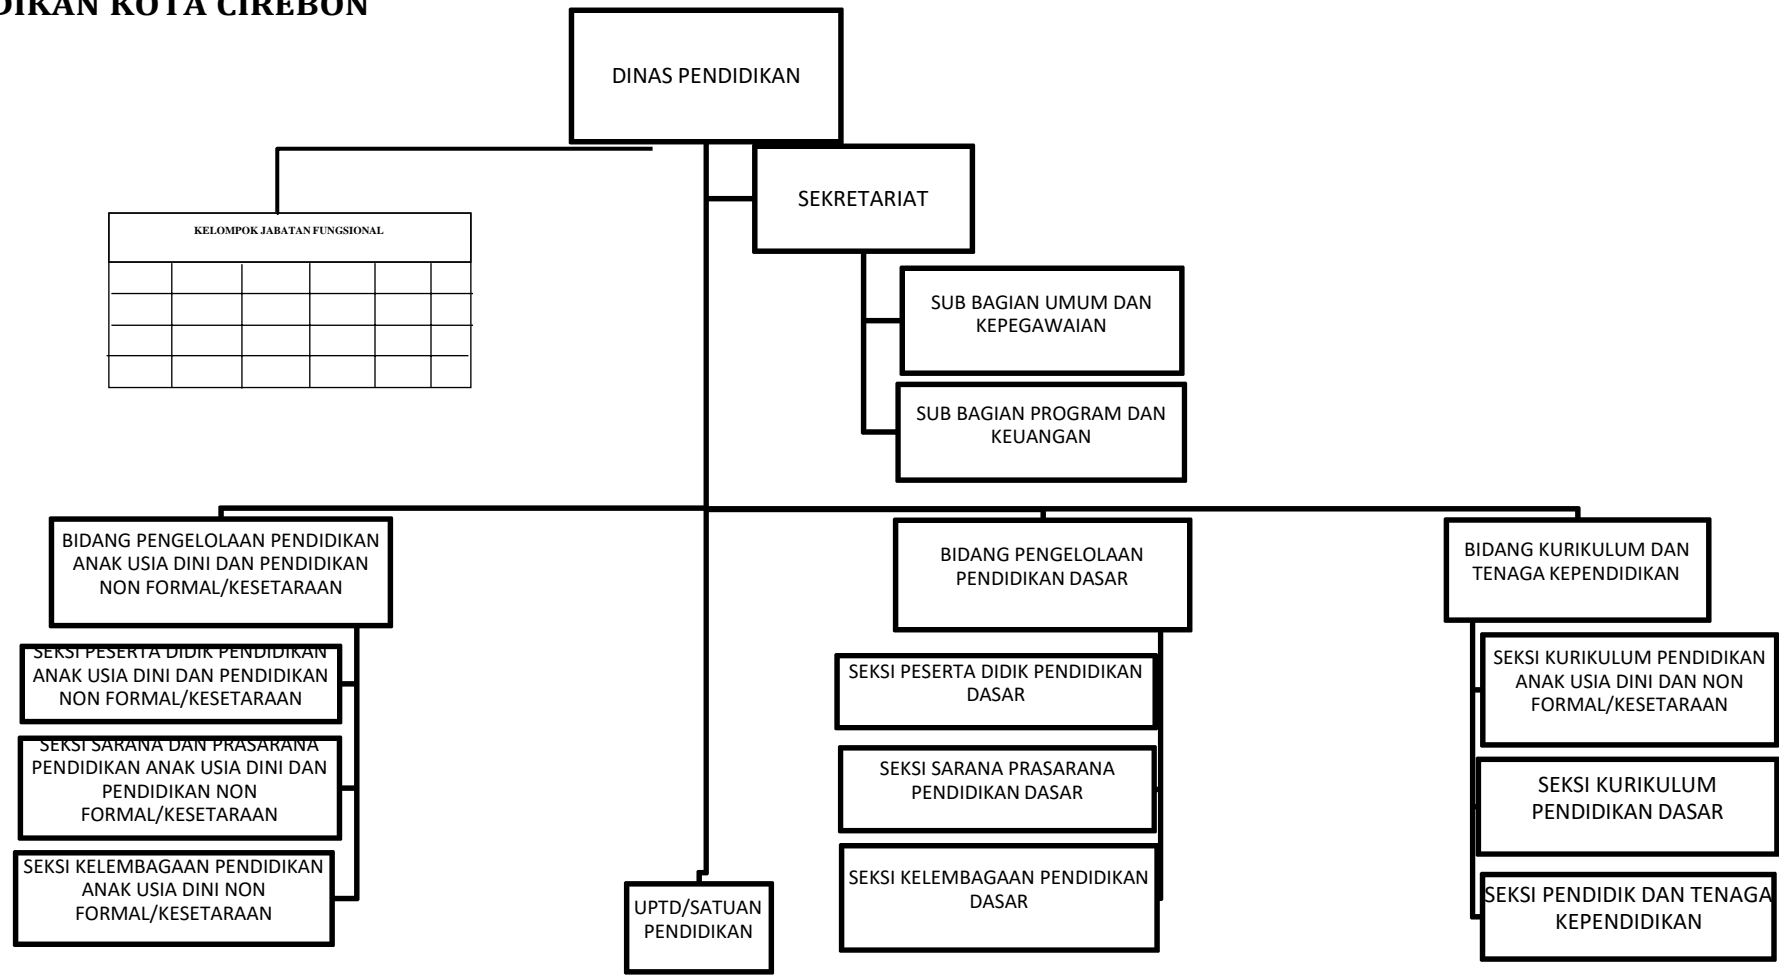 DIKAN KOTA CIREBON
DINAS PENDIDIKAN
SEKRETARIAT
KELOMPOK JABATAN FUNGSIONAL
SUB BAGIAN UMUM DAN
KEPEGAWAIAN
SUB BAGIAN PROGRAM DAN
KEUANGAN
BIDANG PENGELOLAAN PENDIDIKAN
ANAK USIA DINI DAN PENDIDIKAN
NON FORMAL/KESETARAAN
SEKSI PESERTA DIDIK PENDIDIKAN
ANAK USIA DINI DAN PENDIDIKAN
NON FORMAL/KESETARAAN
SEKSI SARANA DAN PRASARANA
PENDIDIKAN ANAK USIA DINI DAN
PENDIDIKAN NON
FORMAL/KESETARAAN
SEKSI KELEMBAGAAN PENDIDIKAN
ANAK USIA DINI NON
FORMAL/KESETARAAN
UPTD/SATUAN
PENDIDIKAN
BIDANG PENGELOLAAN
PENDIDIKAN DASAR
SEKSI PESERTA DIDIK PENDIDIKAN
DASAR
SEKSI SARANA PRASARANA
PENDIDIKAN DASAR
SEKSI KELEMBAGAAN PENDIDIKAN
DASAR
BIDANG KURIKULUM DAN
TENAGA KEPENDIDIKAN
SEKSI KURIKULUM PENDIDIKAN
ANAK USIA DINI DAN NON
FORMAL/KESETARAAN
SEKSI KURIKULUM
PENDIDIKAN DASAR
SEKSI PENDIDIK DAN TENAGA
KEPENDIDIKAN